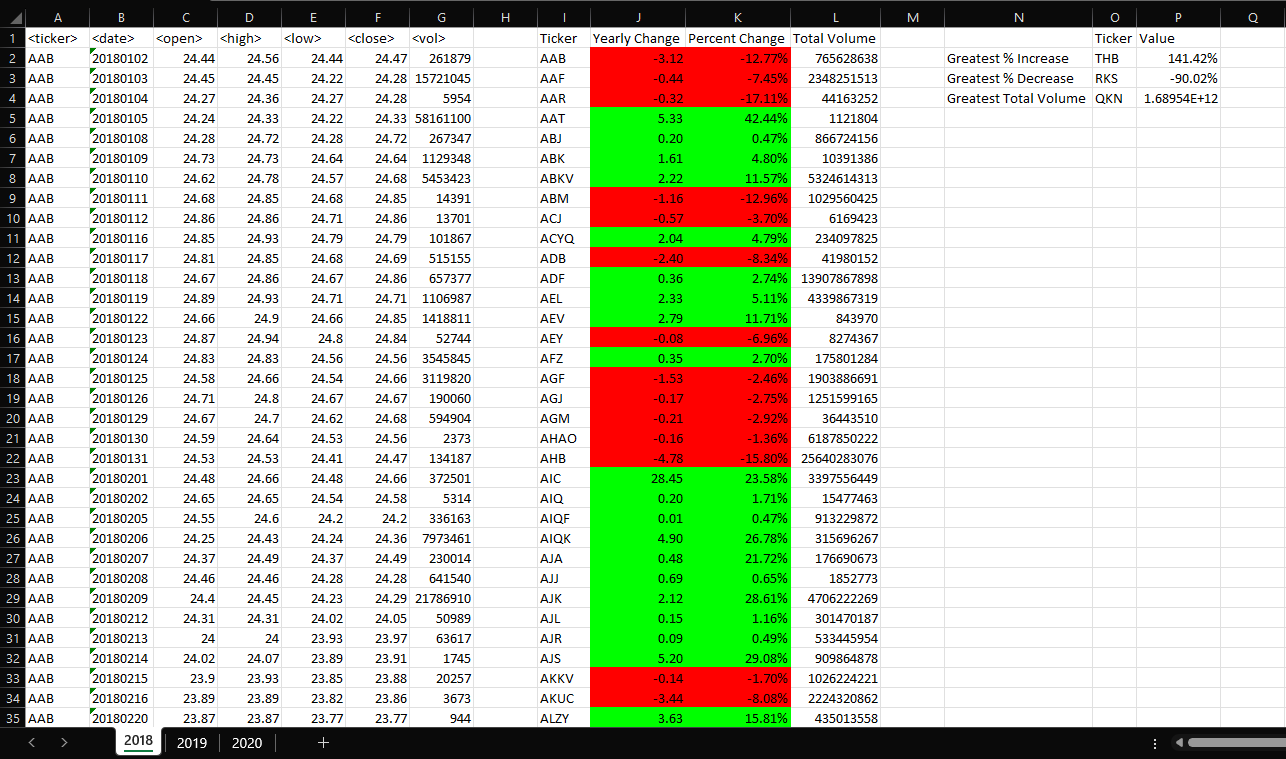 A B C D E F G H I J K L M N O P Q
1 <ticker> <date> <open> <high> <low> <close> <vol> Ticker Yearly Change Percent Change Total Volume Ticker Value
2 AAB 20180102 24.44 24.56 24.44 24.47 261879 AAB -3.12 -12.77% 765628638 Greatest % Increase THB 141.42%
3 AAB 20180103 24.45 24.45 24.22 24.28 15721045 AAF -0.44 -7.45% 2348251513 Greatest % Decrease RKS -90.02%
4 AAB 20180104 24.27 24.36 24.27 24.28 5954 AAR -0.32 -17.11% 44163252 Greatest Total Volume QKN 1.68954E+12
5 AAB 20180105 24.24 24.33 24.22 24.33 58161100 AAT 5.33 42.44% 1121804
6 AAB 20180108 24.28 24.72 24.28 24.72 267347 ABJ 0.20 0.47% 866724156
7 AAB 20180109 24.73 24.73 24.64 24.64 1129348 ABK 1.61 4.80% 10391386
8 AAB 20180110 24.62 24.78 24.57 24.68 5453423 ABKV 2.22 11.57% 5324614313
9 AAB 20180111 24.68 24.85 24.68 24.85 14391 ABM -1.16 -12.96% 1029560425
10 AAB 20180112 24.86 24.86 24.71 24.86 13701 ACJ -0.57 -3.70% 6169423
11 AAB 20180116 24.85 24.93 24.79 24.79 101867 ACYQ 2.04 4.79% 234097825
12 AAB 20180117 24.81 24.85 24.68 24.69 515155 ADB -2.40 -8.34% 41980152
13 AAB 20180118 24.67 24.86 24.67 24.86 657377 ADF 0.36 2.74% 13907867898
14 AAB 20180119 24.89 24.93 24.71 24.71 1106987 AEL 2.33 5.11% 4339867319
15 AAB 20180122 24.66 24.9 24.66 24.85 1418811 AEV 2.79 11.71% 843970
16 AAB 20180123 24.87 24.94 24.8 24.84 52744 AEY -0.08 -6.96% 8274367
17 AAB 20180124 24.83 24.83 24.56 24.56 3545845 AFZ 0.35 2.70% 175801284
18 AAB 20180125 24.58 24.66 24.54 24.66 3119820 AGF -1.53 -2.46% 1903886691
19 AAB 20180126 24.71 24.8 24.67 24.67 190060 AGJ -0.17 -2.75% 1251599165
20 AAB 20180129 24.67 24.7 24.62 24.68 594904 AGM -0.21 -2.92% 36443510
21 AAB 20180130 24.59 24.64 24.53 24.56 2373 AHAO -0.16 -1.36% 6187850222
22 AAB 20180131 24.53 24.53 24.41 24.47 134187 AHB -4.78 -15.80% 25640283076
23 AAB 20180201 24.48 24.66 24.48 24.66 372501 AIC 28.45 23.58% 3397556449
24 AAB 20180202 24.65 24.65 24.54 24.58 5314 AIQ 0.20 1.71% 15477463
25 AAB 20180205 24.55 24.6 24.2 24.2 336163 AIQF 0.01 0.47% 913229872
26 AAB 20180206 24.25 24.43 24.24 24.36 7973461 AIQK 4.90 26.78% 315696267
27 AAB 20180207 24.37 24.49 24.37 24.49 230014 AJA 0.48 21.72% 176690673
28 AAB 20180208 24.46 24.46 24.28 24.28 641540 AJJ 0.69 0.65% 1852773
29 AAB 20180209 24.4 24.45 24.23 24.29 21786910 AJK 2.12 28.61% 4706222269
30 AAB 20180212 24.31 24.31 24.02 24.05 50989 AJL 0.15 1.16% 301470187
31 AAB 20180213 24 24 23.93 23.97 63617 AJR 0.09 0.49% 533445954
32 AAB 20180214 24.02 24.07 23.89 23.91 1745 AJS 5.20 29.08% 909864878
33 AAB 20180215 23.9 23.93 23.85 23.88 20257 AKKV -0.14 -1.70% 1026224221
34 AAB 20180216 23.89 23.89 23.82 23.86 3673 AKUC -3.44 -8.08% 2224320862
35 AAB 20180220 23.87 23.87 23.77 23.77 944 ALZY 3.63 15.81% 435013558
2018 2019 2020